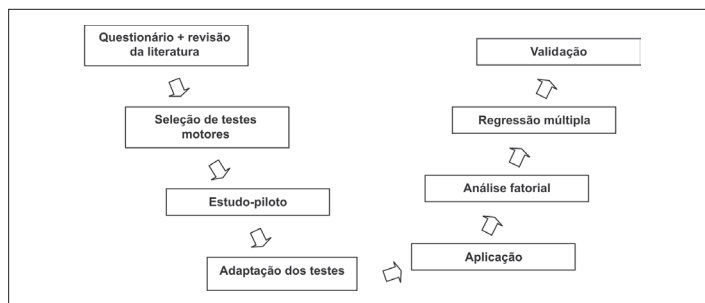 Questionário + revisão
da literatura
Seleção de testes
motores
Estudo-piloto
Adaptação dos testes
Aplicação
Análise fatorial
Regressão múltipla
Validação